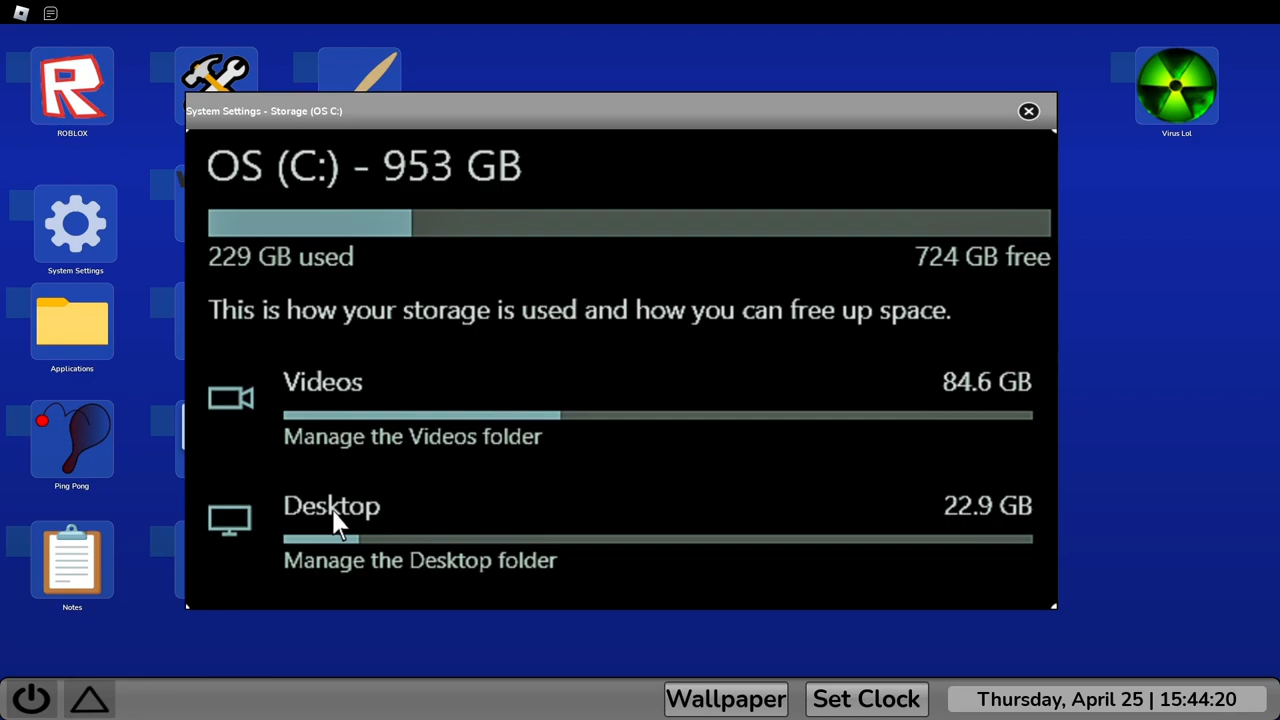 ROBLOX
System Settings
Applications
Ping Pong
Notes
Virus Lol
System Settings - Storage (OS C:)
OS (C:) - 953 GB
229 GB used
724 GB free
This is how your storage is used and how you can free up space.
Videos
84.6 GB
Manage the Videos folder
Desktop
22.9 GB
Manage the Desktop folder
Wallpaper
Set Clock
Thursday, April 25 | 15:44:20